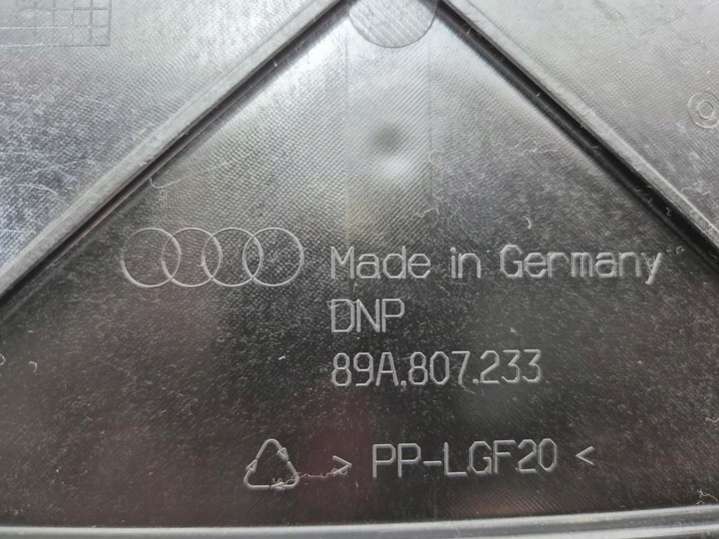 Made in Germany
DNP
89A.807.233
> PP-LGF20 <